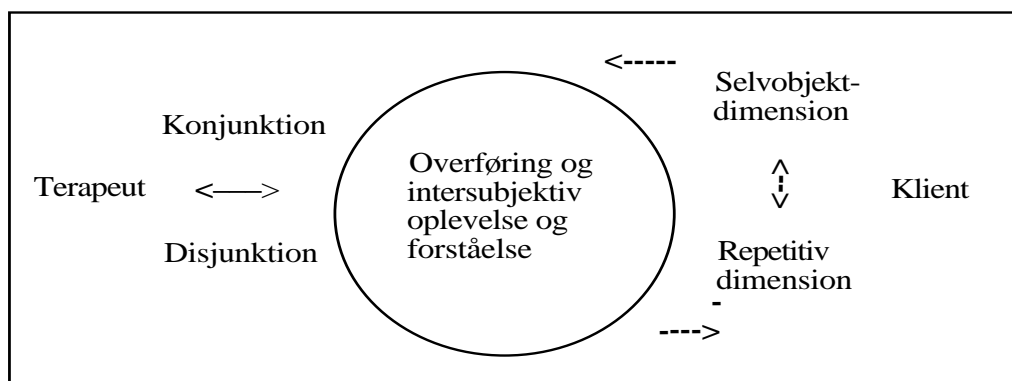 Selvobjekt-
dimension
Konjunktion
Overføring og
intersubjektiv
oplevelse og
forståelse
Terapeut
Klient
Disjunktion
Repetitiv
dimension